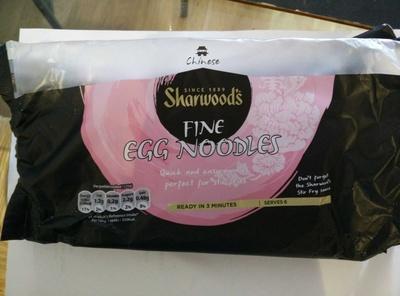 Chinese
SINCE 1889
Sharwood's
FINE
EGG NOODLES
Quick and easy
perfect for
Don't forget
the Sharwood's
Stir Fry
READY IN 3 MINUTES
SERVES 6